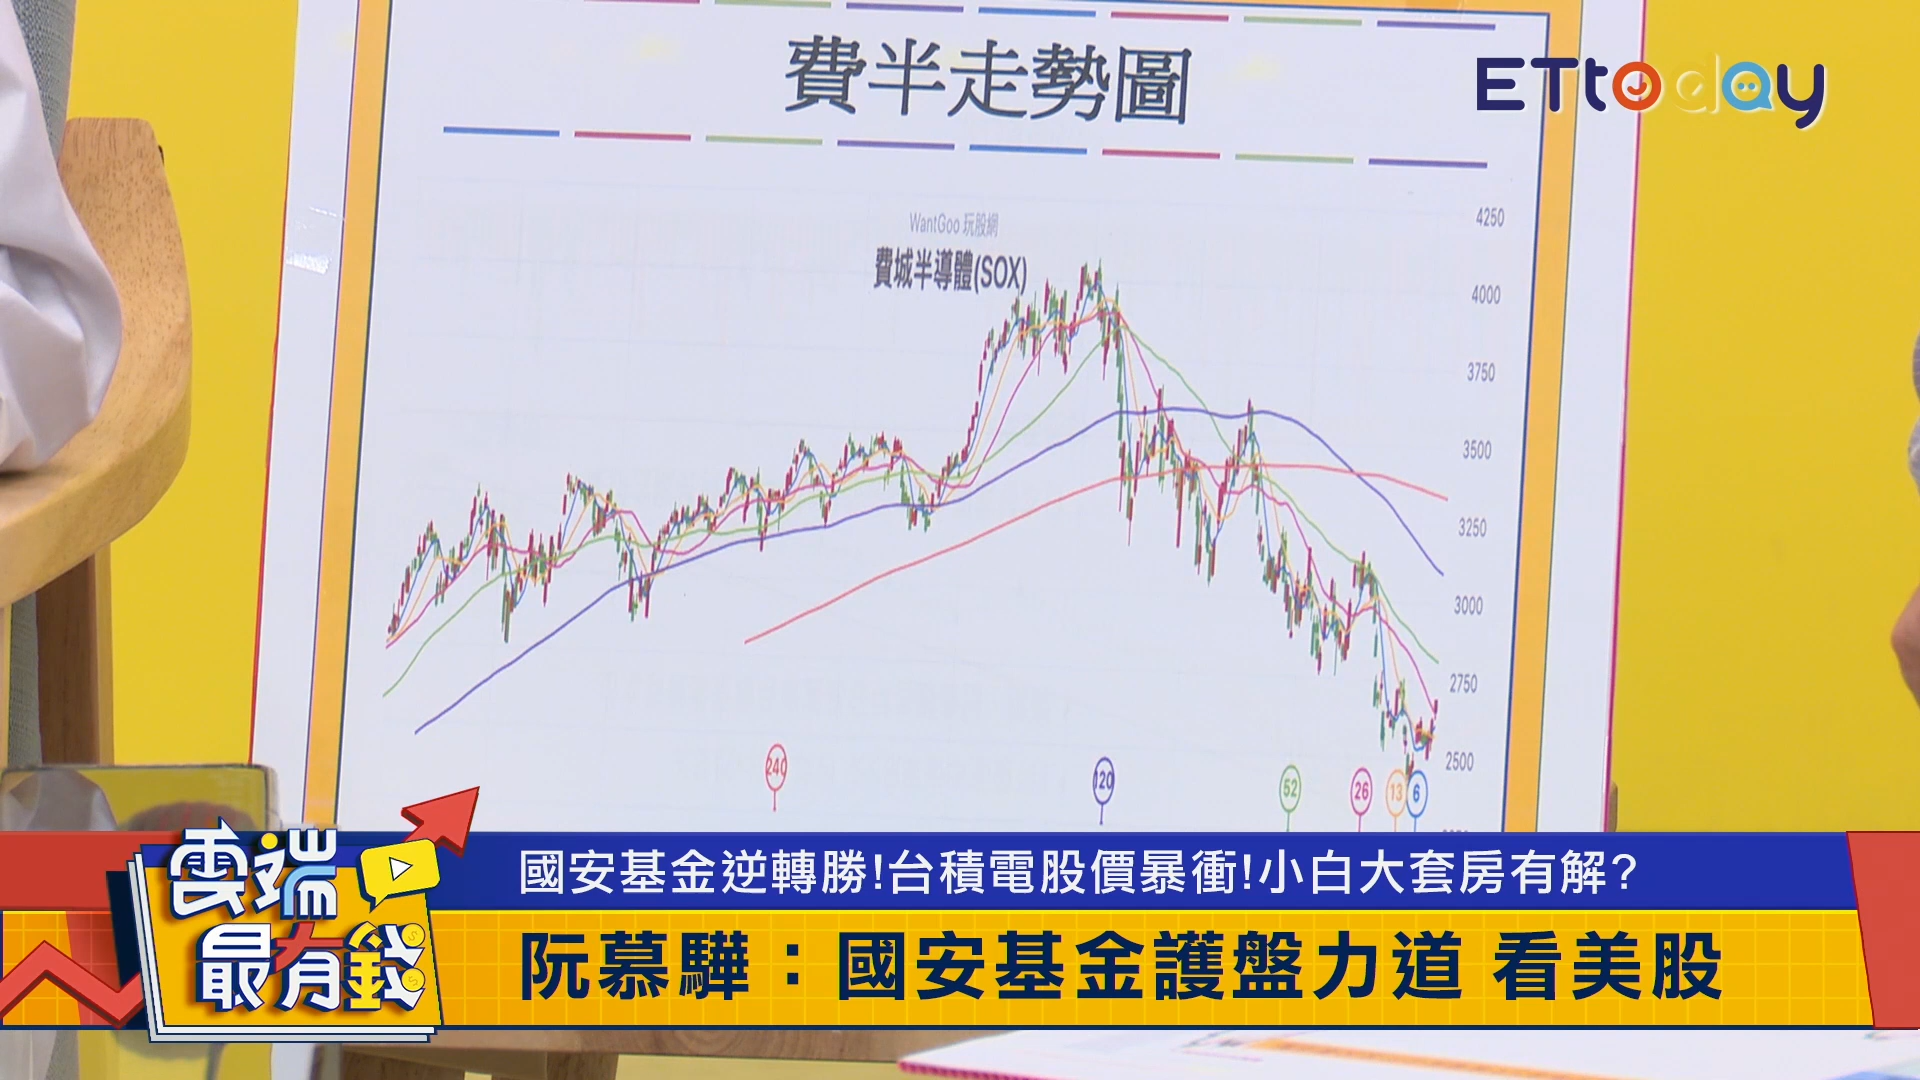 費半走勢圖
ETtoday
WantGoo 玩股網
費城半導體(SOX)
4250
4000
3750
3500
3250
3000
2750
2500
240
120
52
26
13
6
雲端
最有錢
國安基金逆轉勝!台積電股價暴衝!小白大套房有解?
阮慕驊：國安基金護盤力道 看美股